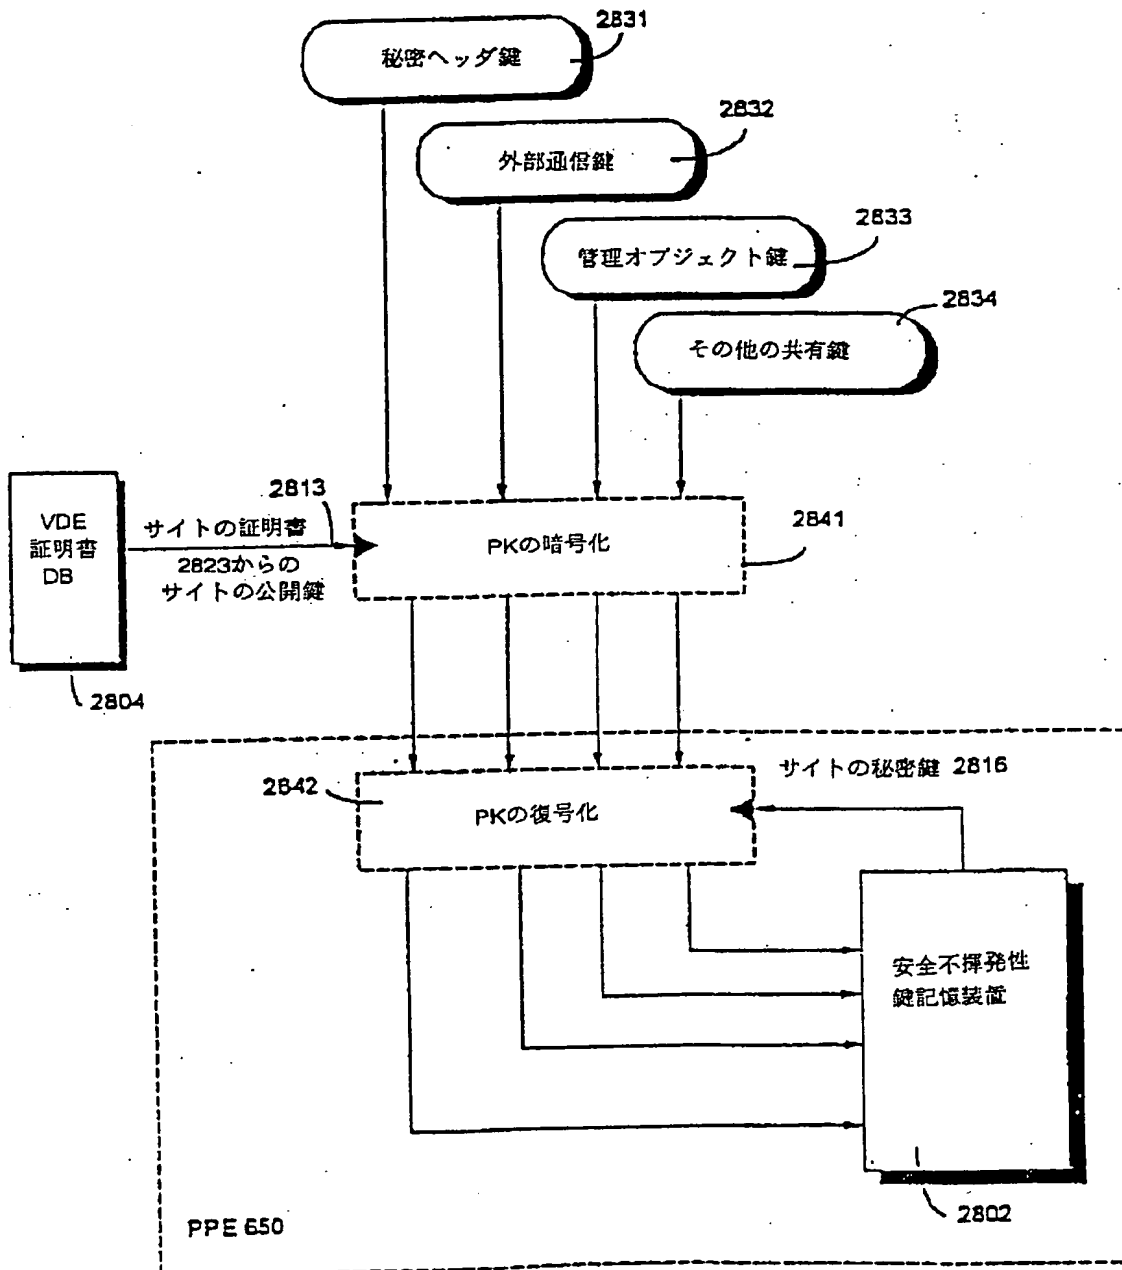 2831
秘密ヘッダ鍵
2832
外部通信鍵
2833
管理オブジェクト鍵
2834
その他の共有鍵
2813
VDE
証明書
DB
サイトの証明書
2823からの
サイトの公開鍵
PKの暗号化
2841
2804
2842
PKの復号化
サイトの秘密鍵 2816
安全不揮発性
鍵記憶装置
2802
PPE 650